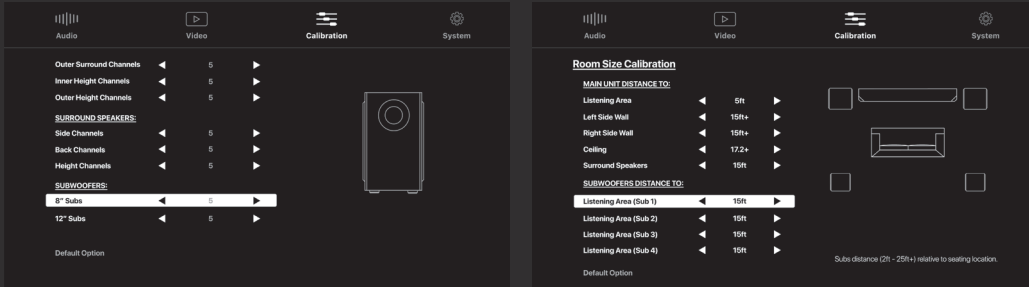 Audio Video Calibration System
Outer Surround Channels 5
Inner Height Channels 5
Outer Height Channels 5
SURROUND SPEAKERS:
Side Channels 5
Back Channels 5
Height Channels 5
SUBWOOFERS:
8" Subs 5
12" Subs 5
Default Option
Audio Video Calibration System
Room Size Calibration
MAIN UNIT DISTANCE TO:
Listening Area 5ft
Left Side Wall 15ft+
Right Side Wall 15ft+
Ceiling 17.2+
Surround Speakers 15ft
SUBWOOFERS DISTANCE TO:
Listening Area (Sub 1) 15ft
Listening Area (Sub 2) 15ft
Listening Area (Sub 3) 15ft
Listening Area (Sub 4) 15ft
Subs distance (2ft - 25ft+) relative to seating location.
Default Option